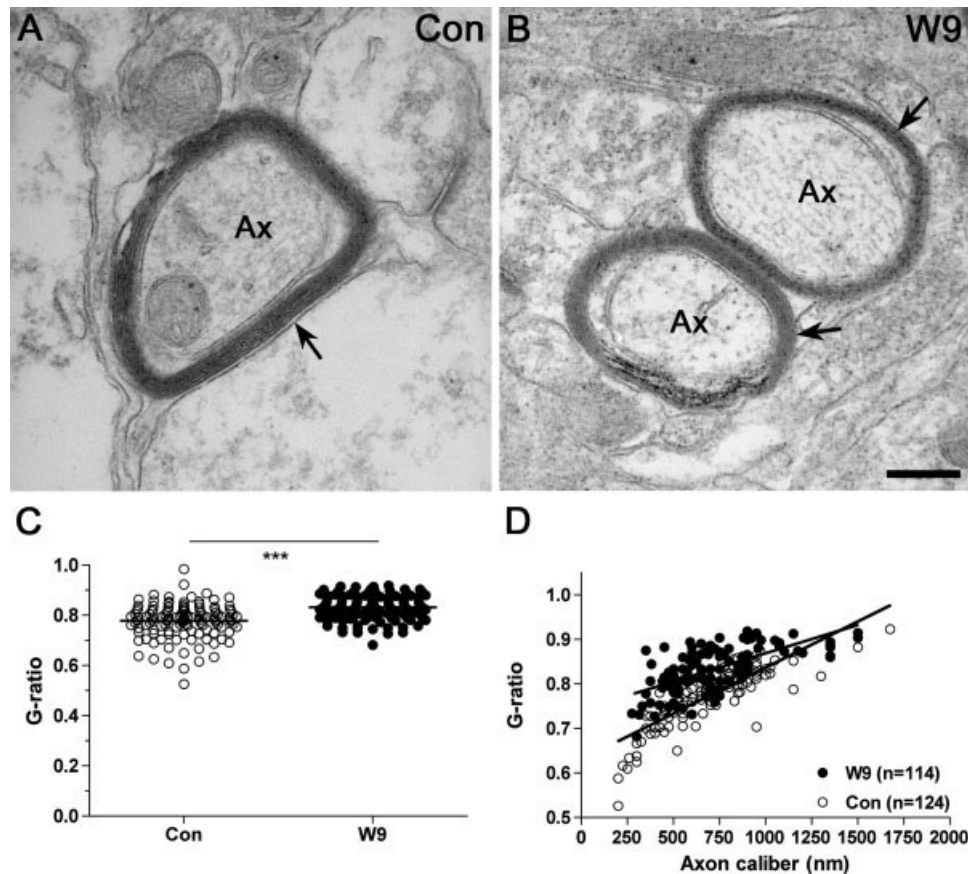 A Con
B W9
Ax
Ax
Ax
C
***
G-ratio
1.0
0.8
0.6
0.4
0.2
0.0
Con W9
D
G-ratio
1.0
0.9
0.8
0.7
0.6
0.5
W9 (n=114)
Con (n=124)
0 250 500 750 1000 1250 1500 1750 2000
Axon caliber (nm)